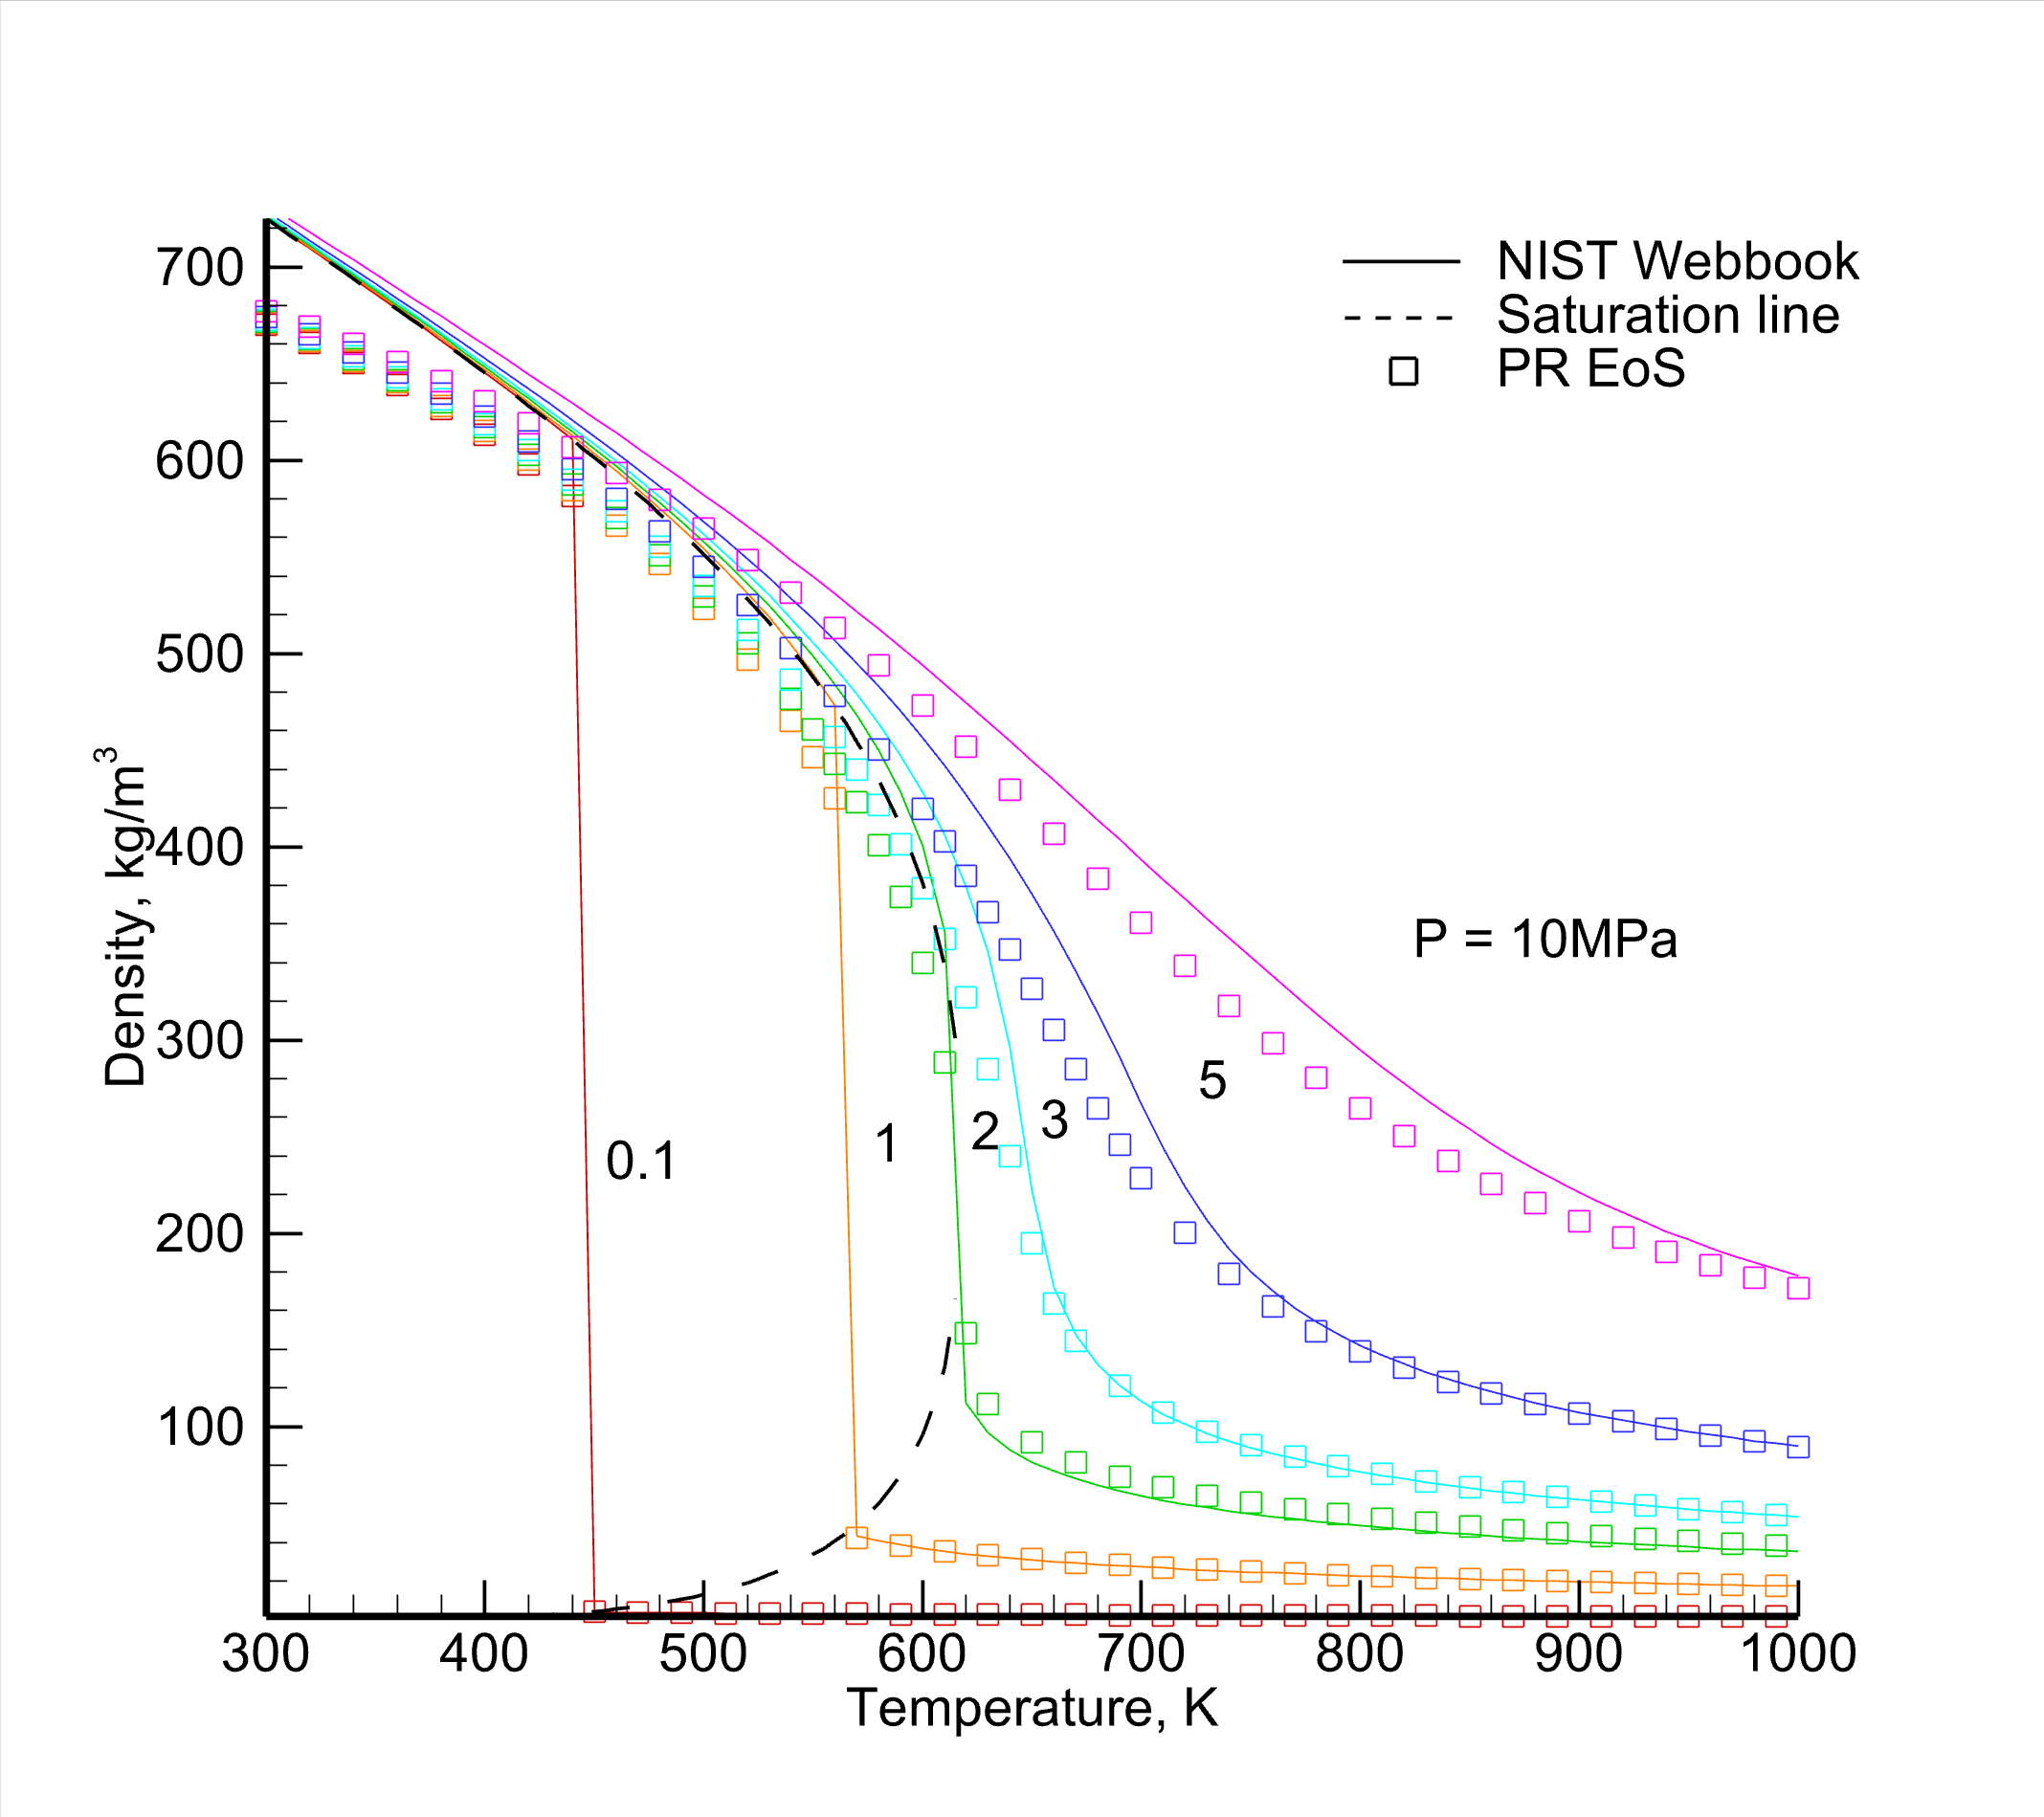 NIST Webbook
Saturation line
PR EoS
700
600
500
400
300
200
100
Density, kg/m³
P = 10MPa
5
3
2
1
0.1
300 400 500 600 700 800 900 1000
Temperature, K